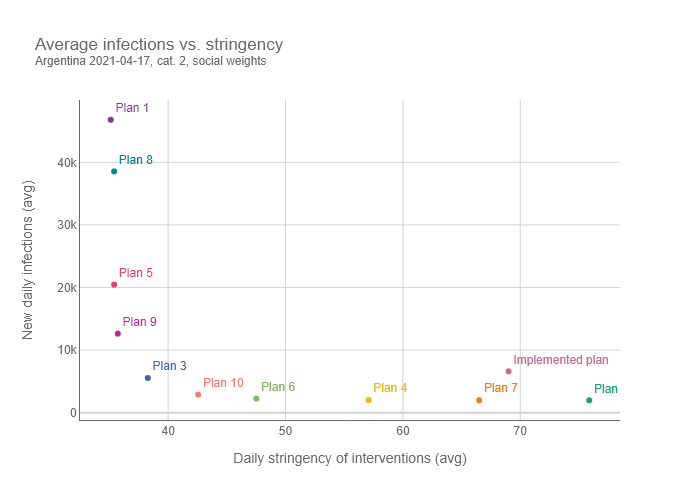 Average infections vs. stringency
Argentina 2021-04-17, cat. 2, social weights
Plan 1
Plan 8
40k
30k
Plan 5
20k
Plan 9
10k
Plan 3
Implemented plan
Plan 10
Plan 6
Plan 4
Plan 7
Plan
0
40
50
60
70
New daily infections (avg)
Daily stringency of interventions (avg)